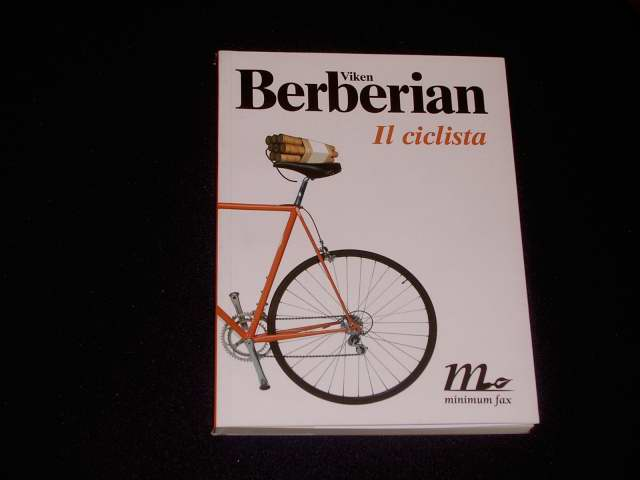 Viken
Berberian
Il ciclista
minimum fax